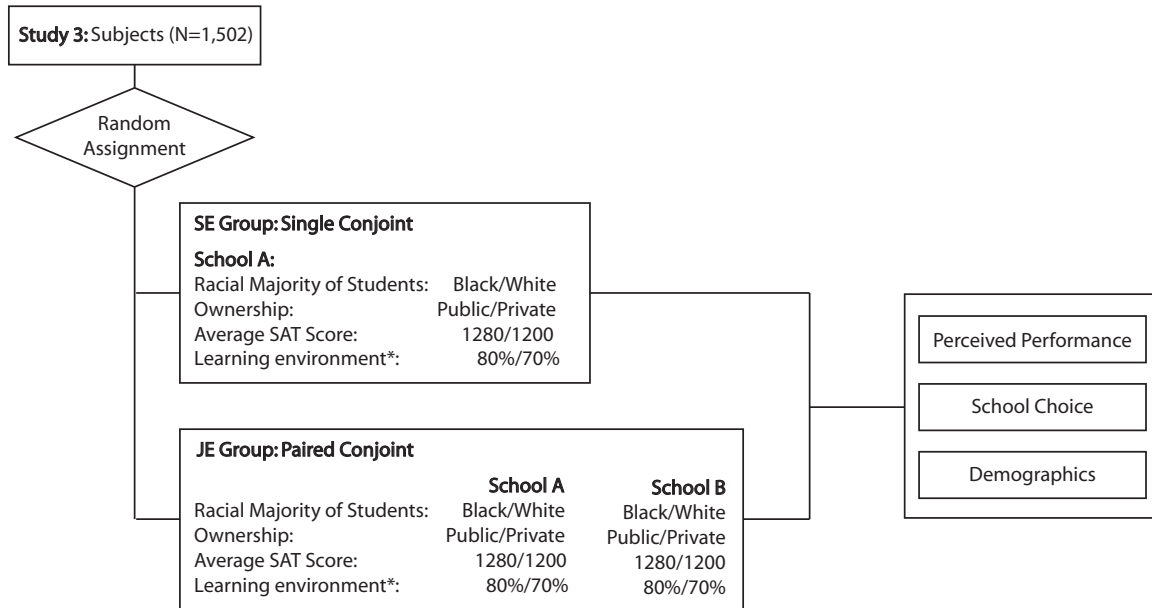 Study 3: Subjects (N=1,502)
Random
Assignment
SE Group: Single Conjoint
School A:
Racial Majority of Students: Black/White
Ownership: Public/Private
Average SAT Score: 1280/1200
Learning environment*: 80%/70%
JE Group: Paired Conjoint
School A School B
Racial Majority of Students: Black/White Black/White
Ownership: Public/Private Public/Private
Average SAT Score: 1280/1200 1280/1200
Learning environment*: 80%/70% 80%/70%
Perceived Performance
School Choice
Demographics